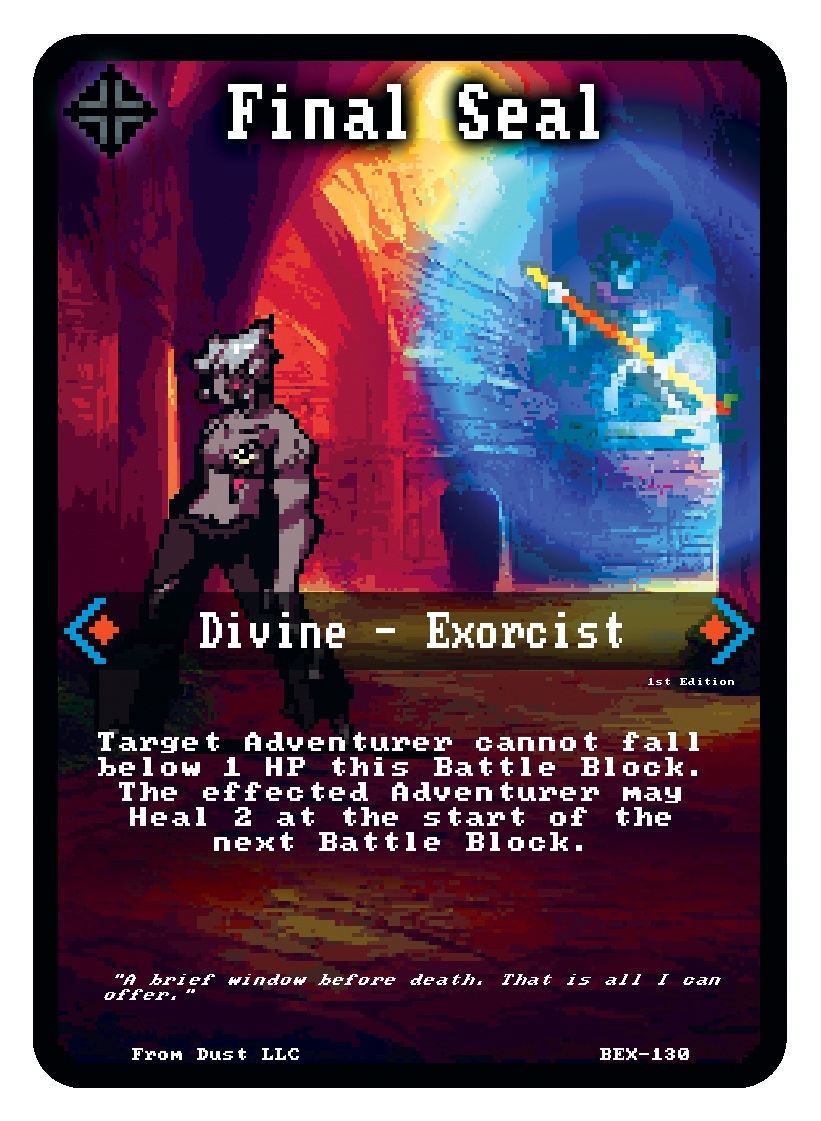 Final Seal
Divine - Exorcist
1st Edition
Target Adventurer cannot fall
below 1 HP this Battle Block.
The effected Adventurer may
Heal 2 at the start of the
next Battle Block.
"A brief window before death. That is all I can
offer."
From Dust LLC
BEX-130